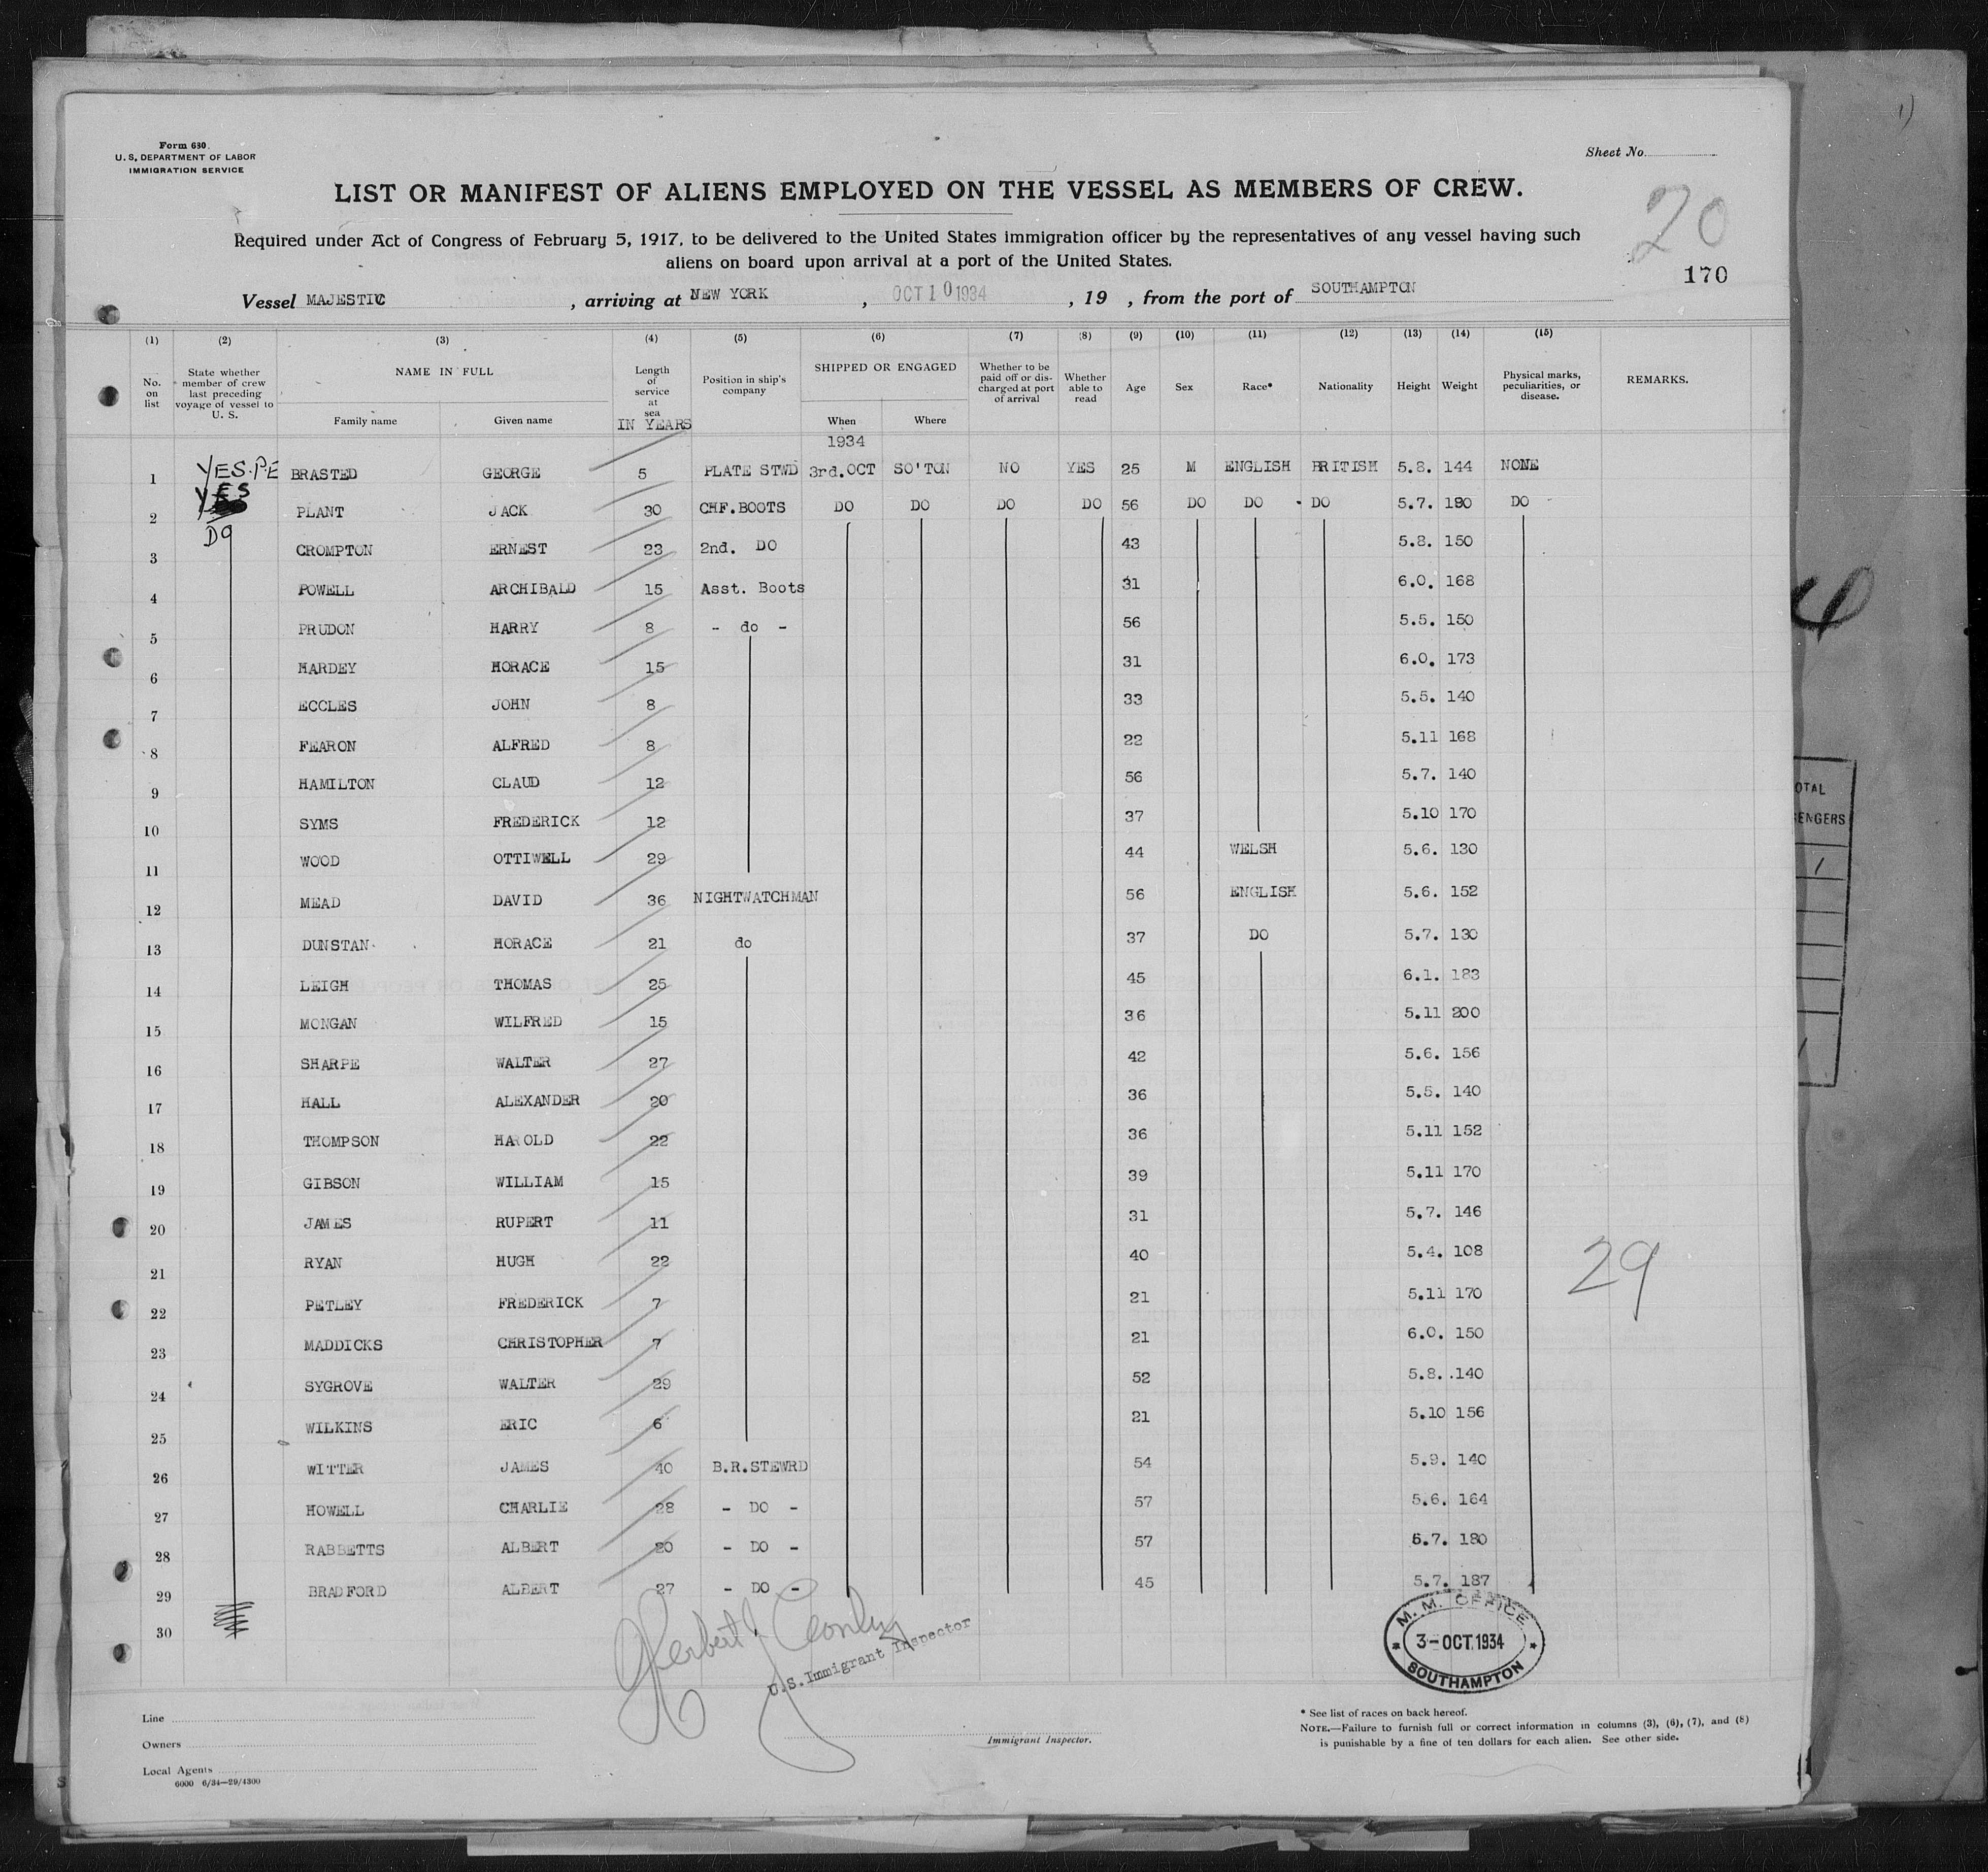 Form 680.
U. S. DEPARTMENT OF LABOR
IMMIGRATION SERVICE
Sheet No.
LIST OR MANIFEST OF ALIENS EMPLOYED ON THE VESSEL AS MEMBERS OF CREW.
20
Required under Act of Congress of February 5, 1917, to be delivered to the United States immigration officer by the representatives of any vessel having such
aliens on board upon arrival at a port of the United States.
170
Vessel MAJESTIC , arriving at NEW YORK , OCT 10 1934 , 19 , from the port of SOUTHAMPTON
(1) (2) (3) (4) (5) (6) (7) (8) (9) (10) (11) (12) (13) (14) (15)
No. on list State whether member of crew last preceding voyage of vessel to U. S. NAME IN FULL Family name Given name Length of service at sea IN YEARS Position in ship's company SHIPPED OR ENGAGED When Where Whether to be paid off or discharged at port of arrival Whether able to read Age Sex Race* Nationality Height Weight Physical marks, peculiarities, or disease. REMARKS.
1934
1 YES.P.E BRASTED GEORGE 5 PLATE STWD 3rd.OCT SO'TON NO YES 25 M ENGLISH BRITISH 5.8. 144 NONE
2 YES PLANT JACK 30 CHF.BOOTS DO DO DO DO 56 DO DO DO 5.7. 180 DO
3 DO CROMPTON ERNEST 23 2nd. DO 43 5.8. 150
4 POWELL ARCHIBALD 15 Asst. Boots 31 6.0. 168
5 PRUDON HARRY 8 - do - 56 5.5. 150
6 HARDEY HORACE 15 31 6.0. 173
7 ECCLES JOHN 8 33 5.5. 140
8 FEARON ALFRED 8 22 5.11 168
9 HAMILTON CLAUD 12 56 5.7. 140
10 SYMS FREDERICK 12 37 5.10 170
11 WOOD OTTIWELL 29 44 WELSH 5.6. 130
12 MEAD DAVID 36 NIGHTWATCHMAN 56 ENGLISH 5.6. 152
13 DUNSTAN HORACE 21 do 37 DO 5.7. 130
14 LEIGH THOMAS 25 45 6.1. 183
15 MONGAN WILFRED 15 36 5.11 200
16 SHARPE WALTER 27 42 5.6. 156
17 HALL ALEXANDER 20 36 5.5. 140
18 THOMPSON HAROLD 22 36 5.11 152
19 GIBSON WILLIAM 15 39 5.11 170
20 JAMES RUPERT 11 31 5.7. 146
21 RYAN HUGH 22 40 5.4. 108
22 PETLEY FREDERICK 7 21 5.11 170
23 MADDICKS CHRISTOPHER 7 21 6.0. 150
24 SYGROVE WALTER 29 52 5.8. 140
25 WILKINS ERIC 6 21 5.10 156
26 WITTER JAMES 40 B.R.STEWRD 54 5.9. 140
27 HOWELL CHARLIE 28 - DO - 57 5.6. 164
28 RABBETTS ALBERT 20 - DO - 57 5.7. 180
29 BRADFORD ALBERT 27 - DO - 45 5.7. 187
30
29
Herbert J Conly
U.S.Immigrant Inspector
M. M. OFFICE
3-OCT.1934
SOUTHAMPTON
Line
Owners
Local Agents
6000 6/34—29/4300
Immigrant Inspector.
* See list of races on back hereof.
NOTE.—Failure to furnish full or correct information in columns (3), (6), (7), and (8)
is punishable by a fine of ten dollars for each alien. See other side.
OTAL
ENGERS